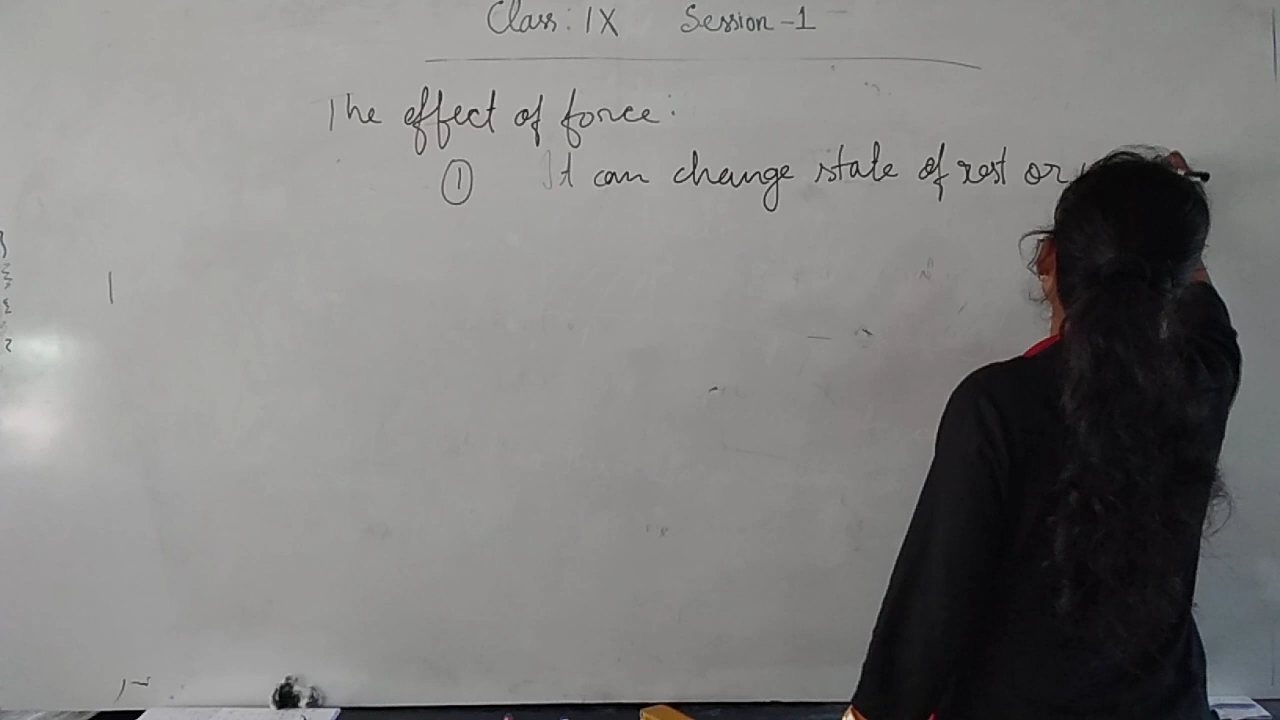 Class: IX Session-1
The effect of force:
① It can change state of rest or